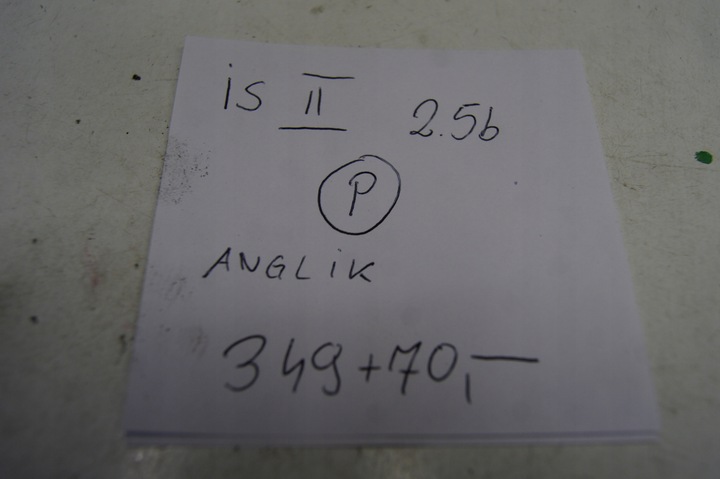 iS II 2.5b
P
ANGLiK
349+70,—